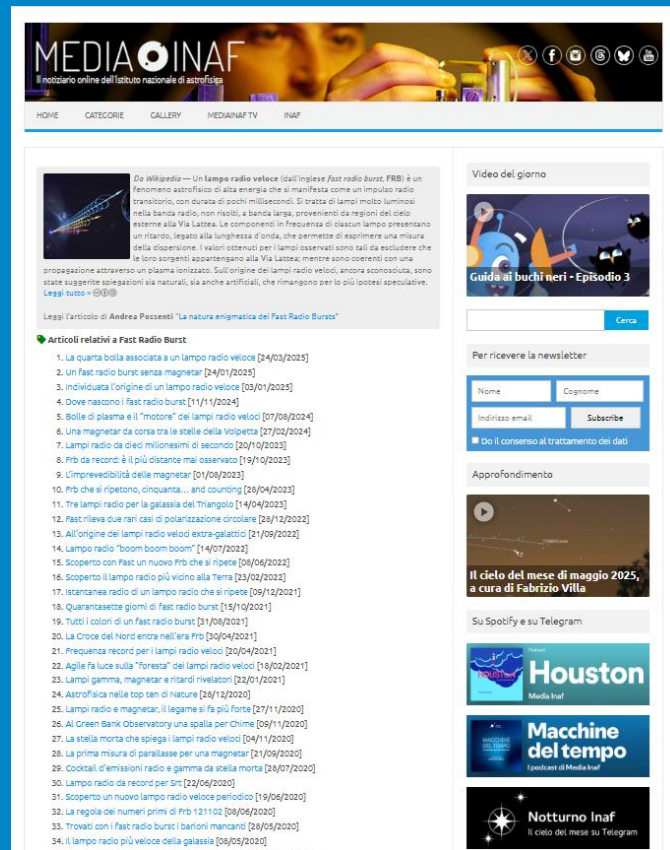 MEDIA INAF
il notiziario online dell'Istituto nazionale di astrofisica
HOME CATEGORIE GALLERY MEDIAINAF TV INAF
Da Wikipedia — Un lampo radio veloce (dall'inglese fast radio burst, FRB) è un
fenomeno astrofisico di alta energia che si manifesta come un impulso radio
transitorio, con durata di pochi millisecondi. Si tratta di lampi molto luminosi
nella banda radio, non risolti, a banda larga, provenienti da regioni del cielo
esterne alla Via Lattea. Le componenti in frequenza di ciascun lampo presentano
un ritardo, legato alla lunghezza d'onda, che permette di esprimere una misura
della dispersione. I valori ottenuti per i lampi osservati sono tali da escludere che
le loro sorgenti appartengano alla Via Lattea; mentre sono coerenti con una
propagazione attraverso un plasma ionizzato. Sull'origine dei lampi radio veloci, ancora sconosciuta, sono
state suggerite spiegazioni sia naturali, sia anche artificiali, che rimangono per lo più ipotesi speculative.
Leggi tutto »
Leggi l'articolo di Andrea Possenti "La natura enigmatica dei Fast Radio Bursts"
Articoli relativi a Fast Radio Burst
1. La quarta bolla associata a un lampo radio veloce [24/03/2025]
2. Un fast radio burst senza magnetar [24/01/2025]
3. Individuata l'origine di un lampo radio veloce [03/01/2025]
4. Dove nascono i fast radio burst [11/11/2024]
5. Bolle di plasma e il "motore" dei lampi radio veloci [07/08/2024]
6. Una magnetar da corsa tra le stelle della Volpetta [27/02/2024]
7. Lampi radio da dieci milionesimi di secondo [20/10/2023]
8. Frb da record: è il più distante mai osservato [19/10/2023]
9. L'imprevedibilità delle magnetar [01/08/2023]
10. Frb che si ripetono, cinquanta... and counting [28/04/2023]
11. Tre lampi radio per la galassia del Triangolo [14/04/2023]
12. Fast rileva due rari casi di polarizzazione circolare [28/12/2022]
13. All'origine dei lampi radio veloci extra-galattici [21/09/2022]
14. Lampo radio "boom boom boom" [14/07/2022]
15. Scoperto con Fast un nuovo Frb che si ripete [08/06/2022]
16. Scoperto il lampo radio più vicino alla Terra [23/02/2022]
17. Istantanea radio di un lampo radio che si ripete [09/12/2021]
18. Quarantasette giorni di fast radio burst [15/10/2021]
19. Tutti i colori di un fast radio burst [31/08/2021]
20. La Croce del Nord entra nell'era Frb [30/04/2021]
21. Frequenza record per i lampi radio veloci [20/04/2021]
22. Agile fa luce sulla "foresta" dei lampi radio veloci [18/02/2021]
23. Lampi gamma, magnetar e ritardi rivelatori [22/01/2021]
24. Astrofisica nelle top ten di Nature [28/12/2020]
25. Lampi radio e magnetar, il legame si fa più forte [27/11/2020]
26. Al Green Bank Observatory una spalla per Chime [09/11/2020]
27. La stella morta che spiega i lampi radio veloci [04/11/2020]
28. La prima misura di parallasse per una magnetar [21/09/2020]
29. Cocktail d'emissioni radio e gamma da stella morta [28/07/2020]
30. Lampo radio da record per Srt [22/06/2020]
31. Scoperto un nuovo lampo radio veloce periodico [19/06/2020]
32. La regola dei numeri primi di Frb 121102 [08/06/2020]
33. Trovati con i fast radio burst i barioni mancanti [28/05/2020]
34. Il lampo radio più veloce della galassia [08/05/2020]
Video del giorno
Guida ai buchi neri - Episodio 3
Cerca
Per ricevere la newsletter
Nome Cognome
Indirizzo email Subscribe
Do il consenso al trattamento dei dati
Approfondimento
Il cielo del mese di maggio 2025,
a cura di Fabrizio Villa
Su Spotify e su Telegram
Podcast
HOUSTON
Houston
Media Inaf
MACCHINE
DEL TEMPO
Macchine
del tempo
I podcast di Media Inaf
Notturno Inaf
Il cielo del mese su Telegram